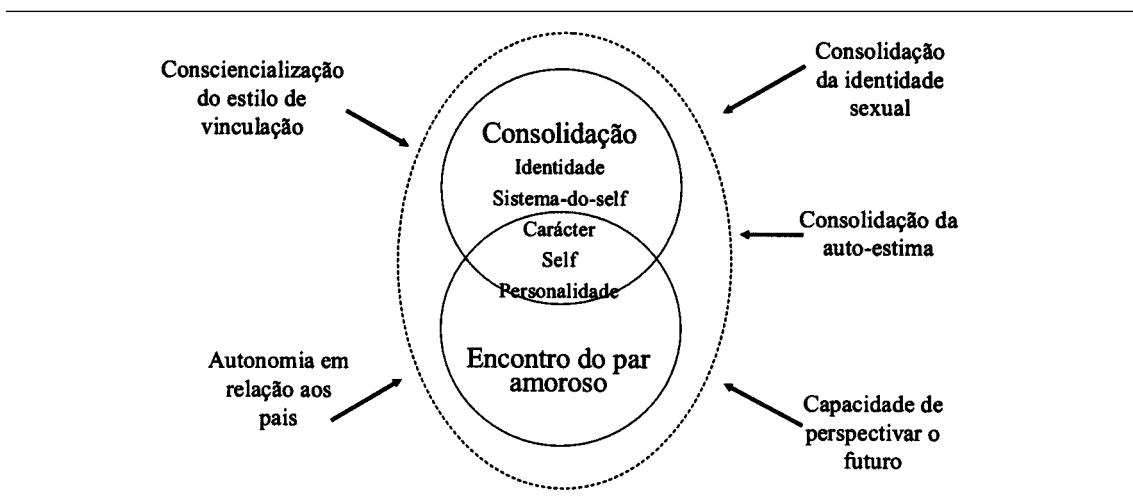 Consciencialização
do estilo de
vinculação
Consolidação
da identidade
sexual
Consolidação
Identidade
Sistema-do-self
Carácter
Self
Personalidade
Consolidação da
auto-estima
Encontro do par
amoroso
Autonomia em
relação aos
pais
Capacidade de
perspectivar o
futuro